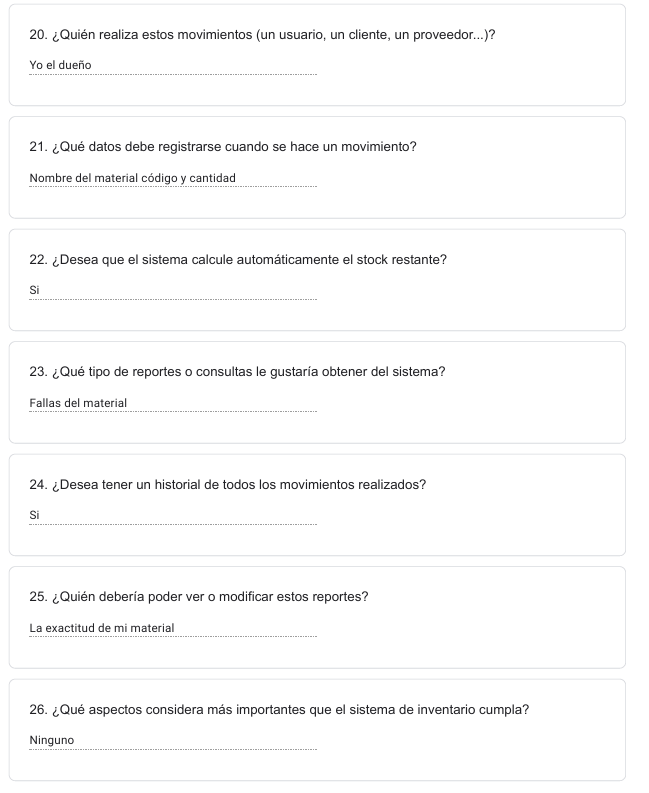 20. ¿Quién realiza estos movimientos (un usuario, un cliente, un proveedor...)?
Yo el dueño
21. ¿Qué datos debe registrarse cuando se hace un movimiento?
Nombre del material código y cantidad
22. ¿Desea que el sistema calcule automáticamente el stock restante?
Si
23. ¿Qué tipo de reportes o consultas le gustaría obtener del sistema?
Fallas del material
24. ¿Desea tener un historial de todos los movimientos realizados?
Si
25. ¿Quién debería poder ver o modificar estos reportes?
La exactitud de mi material
26. ¿Qué aspectos considera más importantes que el sistema de inventario cumpla?
Ninguno